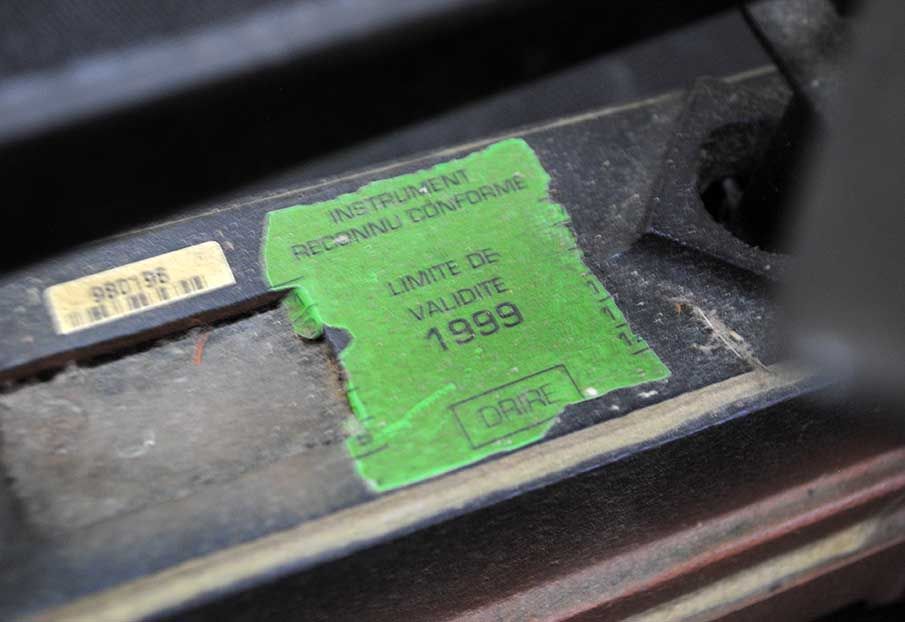 INSTRUMENT
RECONNU CONFORME
LIMITE DE
VALIDITE
1999
DRIRE
980196